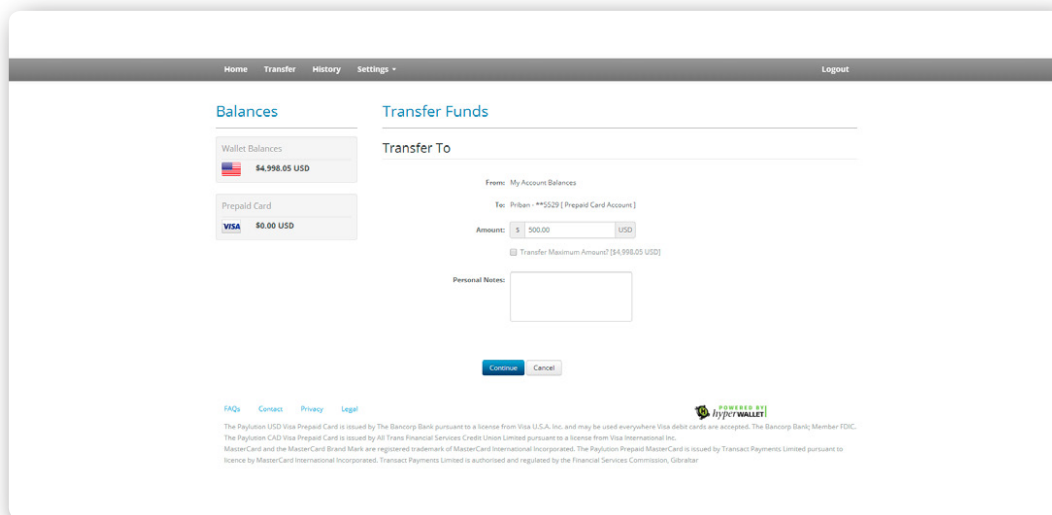 Home Transfer History Settings Logout
Balances
Wallet Balances
$4,998.05 USD
Prepaid Card
VISA $0.00 USD
Transfer Funds
Transfer To
From: My Account Balances
To: Priban - **5529 [ Prepaid Card Account ]
Amount: $ 500.00 USD
Transfer Maximum Amount? [$4,998.05 USD]
Personal Notes:
Continue Cancel
FAQs Contact Privacy Legal
POWERED BY
hyperWALLET
The Paylution USD Visa Prepaid Card is issued by The Bancorp Bank pursuant to a license from Visa U.S.A. Inc. and may be used everywhere Visa debit cards are accepted. The Bancorp Bank; Member FDIC.
The Paylution CAD Visa Prepaid Card is issued by All Trans Financial Services Credit Union Limited pursuant to a license from Visa International Inc.
MasterCard and the MasterCard Brand Mark are registered trademark of MasterCard International Incorporated. The Paylution Prepaid MasterCard is issued by Transact Payments Limited pursuant to
licence by MasterCard International Incorporated. Transact Payments Limited is authorised and regulated by the Financial Services Commission, Gibraltar